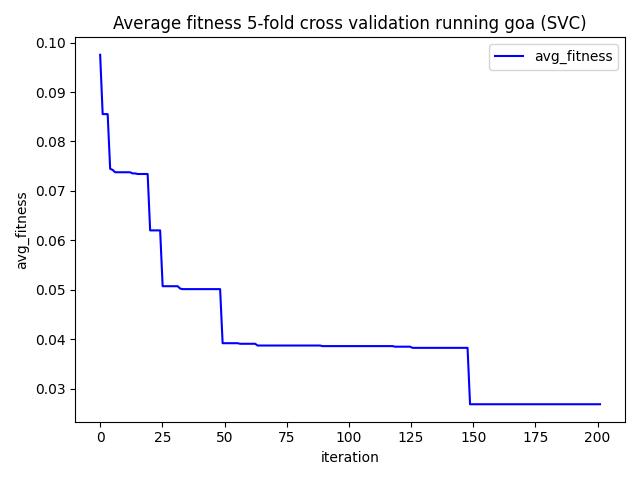 Average fitness 5-fold cross validation running goa (SVC)
avg_fitness
0.10
0.09
0.08
0.07
0.06
0.05
0.04
0.03
avg_fitness
0 25 50 75 100 125 150 175 200
iteration